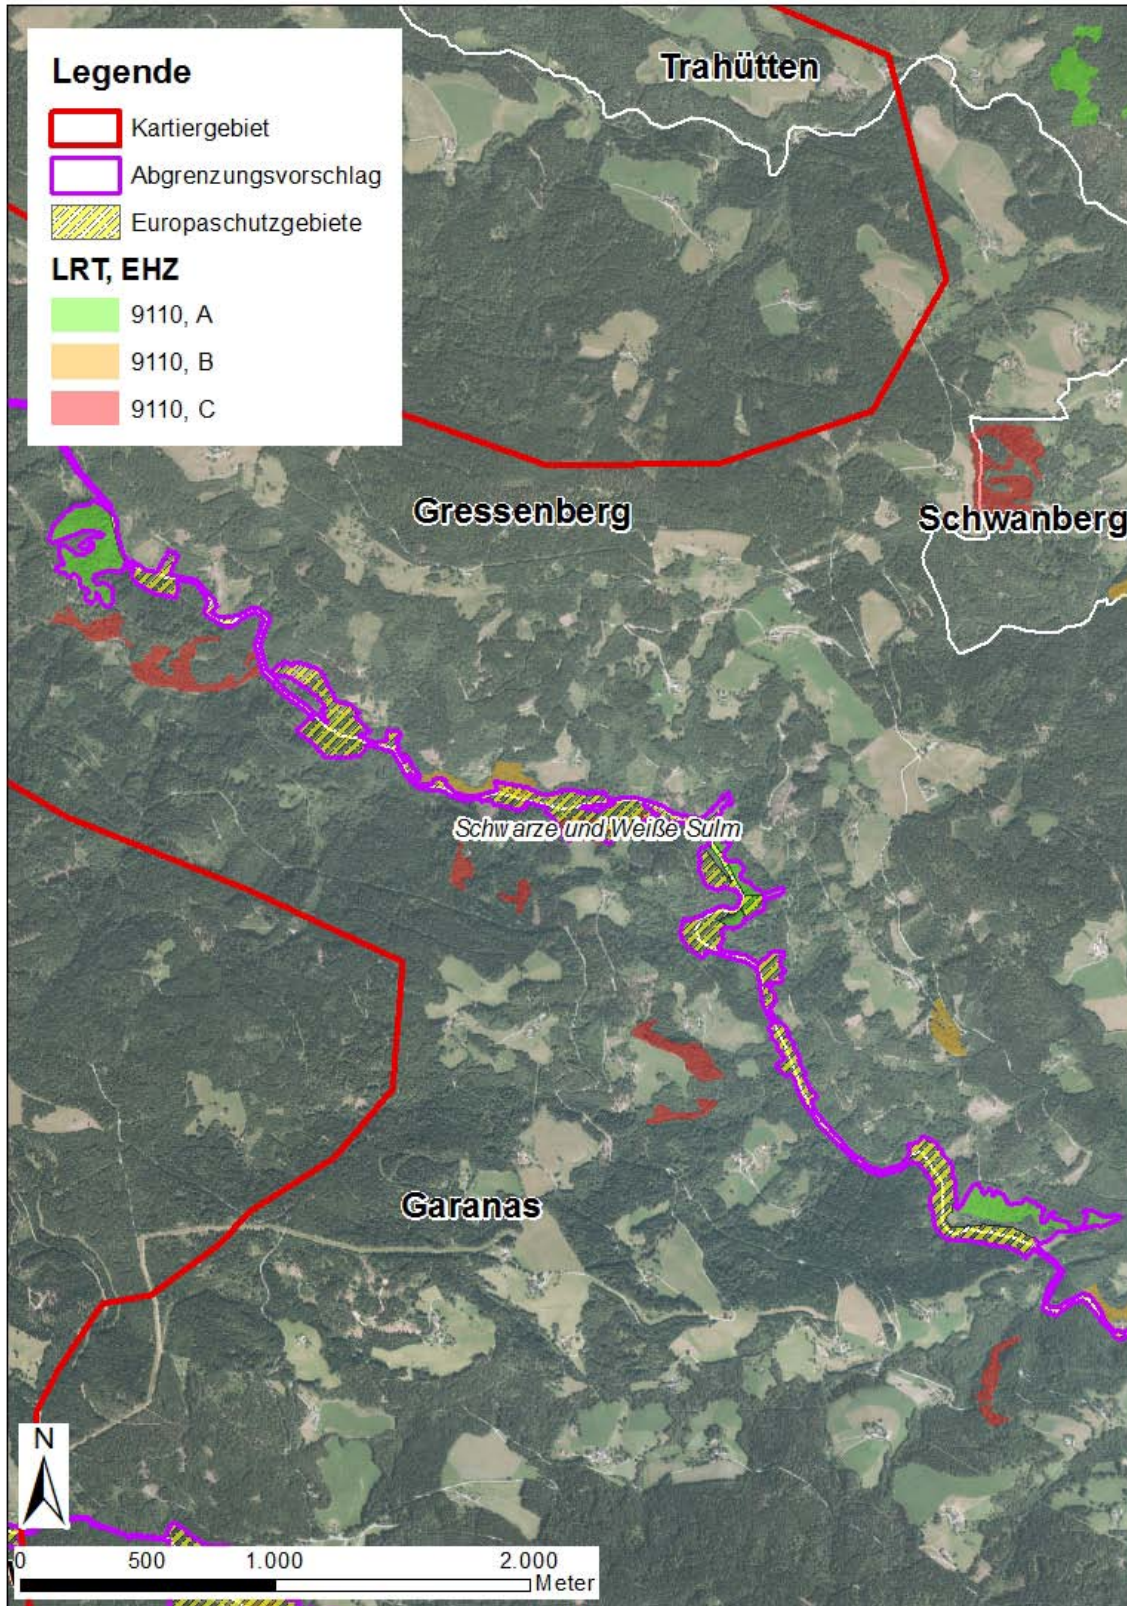 Trahütten
Legende
Kartiergebiet
Abgrenzungsvorschlag
Europaschutzgebiete
LRT, EHZ
9110, A
9110, B
9110, C
Gressenberg
Schwanberg
Schwarze und Weiße Sulm
Garanas
N
0 500 1.000 2.000
Meter